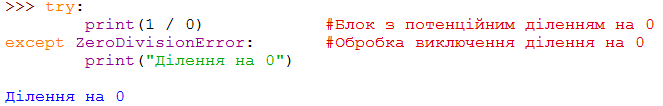 >>> try:
        print(1 / 0)            #Блок з потенційним діленням на 0
except ZeroDivisionError:       #Обробка виключення ділення на 0
        print("Ділення на 0")

Ділення на 0